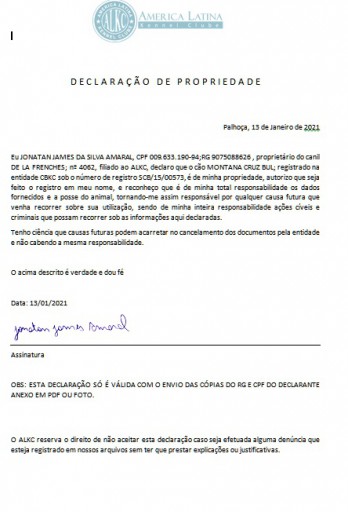 ALKC
AMERICA LATINA
Kennel Clube
DECLARAÇÃO DE PROPRIEDADE
Palhoça, 13 de Janeiro de 2021
Eu JONATAN JAMES DA SILVA AMARAL, CPF 009.633.190-94;RG 9075088626 , proprietário do canil
DE LA FRENCHES; nº 4062, filiado ao ALKC, declaro que o cão MONTANA CRUZ BUL; registrado na
entidade CBKC sob o número de registro SCB/15/00573, é de minha propriedade, autorizo que seja
feito o registro em meu nome, e reconheço que é de minha total responsabilidade os dados
fornecidos e a posse do animal, tornando-me assim responsável por qualquer causa futura que
venha recorrer sobre sua utilização, sendo de minha inteira responsabilidade ações cíveis e
criminais que possam recorrer sob as informações aqui declaradas.
Tenho ciência que causas futuras podem acarretar no cancelamento dos documentos pela entidade
e não cabendo a mesma responsabilidade.
O acima descrito é verdade e dou fé
Data: 13/01/2021
Jonatan James Amaral
Assinatura
OBS: ESTA DECLARAÇÃO SÓ É VÁLIDA COM O ENVIO DAS CÓPIAS DO RG E CPF DO DECLARANTE
ANEXO EM PDF OU FOTO.
O ALKC reserva o direito de não aceitar esta declaração caso seja efetuada alguma denúncia que
esteja registrado em nossos arquivos sem ter que prestar explicações ou justificativas.